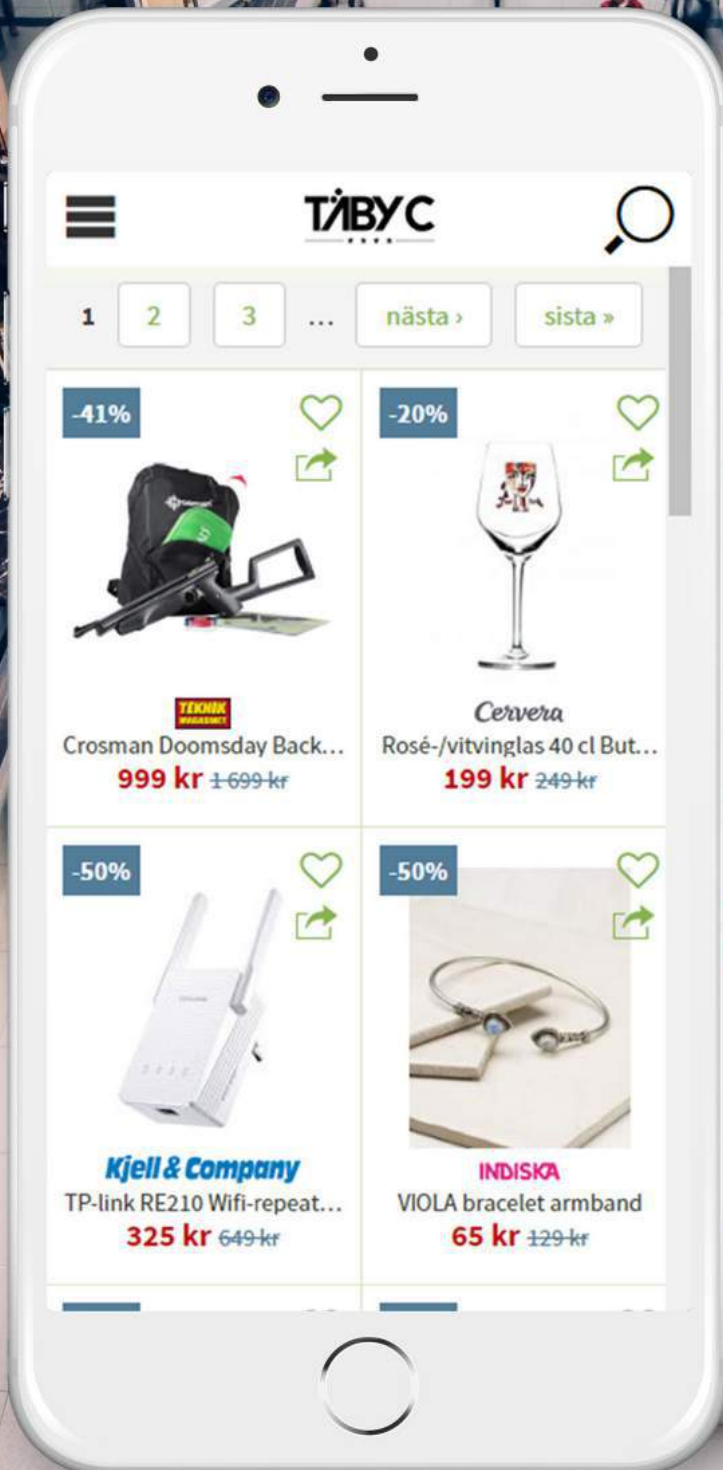 TÄBY C
1 2 3 ... nästa › sista »
-41%
TEKNIK
MAGASINET
Crosman Doomsday Back...
999 kr 1 699 kr
-20%
Cervera
Rosé-/vitvinglas 40 cl But...
199 kr 249 kr
-50%
Kjell & Company
TP-link RE210 Wifi-repeat...
325 kr 649 kr
-50%
INDISKA
VIOLA bracelet armband
65 kr 129 kr